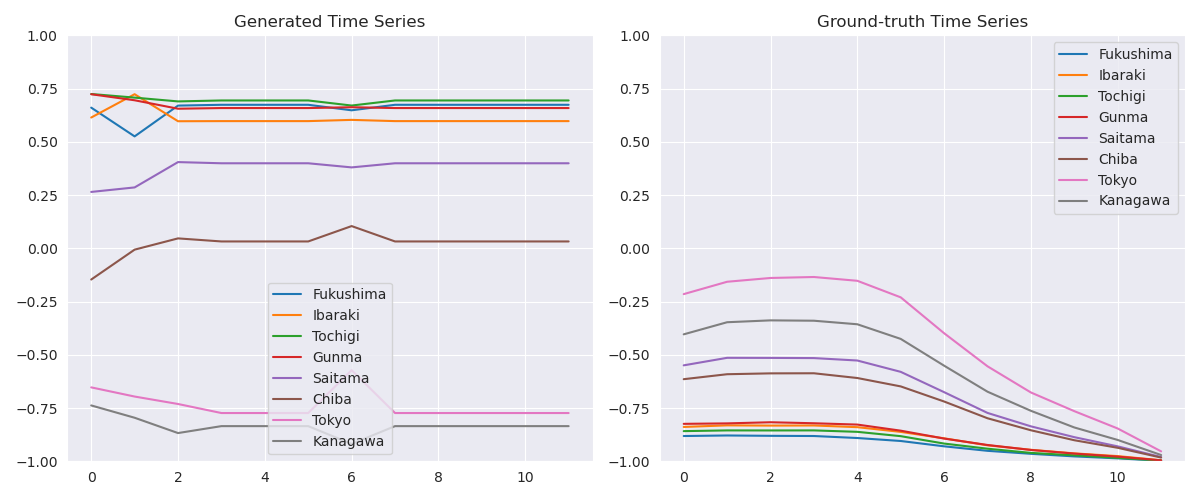 Generated Time Series
1.00
0.75
0.50
0.25
0.00
−0.25
−0.50
−0.75
−1.00
0 2 4 6 8 10
Fukushima
Ibaraki
Tochigi
Gunma
Saitama
Chiba
Tokyo
Kanagawa
Ground-truth Time Series
1.00
0.75
0.50
0.25
0.00
−0.25
−0.50
−0.75
−1.00
0 2 4 6 8 10
Fukushima
Ibaraki
Tochigi
Gunma
Saitama
Chiba
Tokyo
Kanagawa